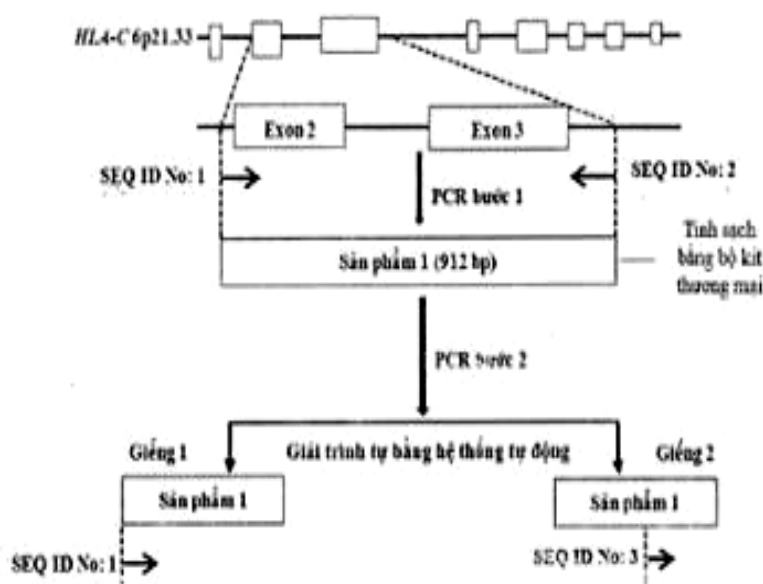 HLA-C 6p21.33
Exon 2
Exon 3
SEQ ID No: 1
SEQ ID No: 2
PCR bước 1
Sản phẩm 1 (912 bp)
Tinh sạch
bằng bộ kit
thương mại
PCR bước 2
Giếng 1
Giải trình tự bằng hệ thống tự động
Giếng 2
Sản phẩm 1
Sản phẩm 1
SEQ ID No: 1
SEQ ID No: 3